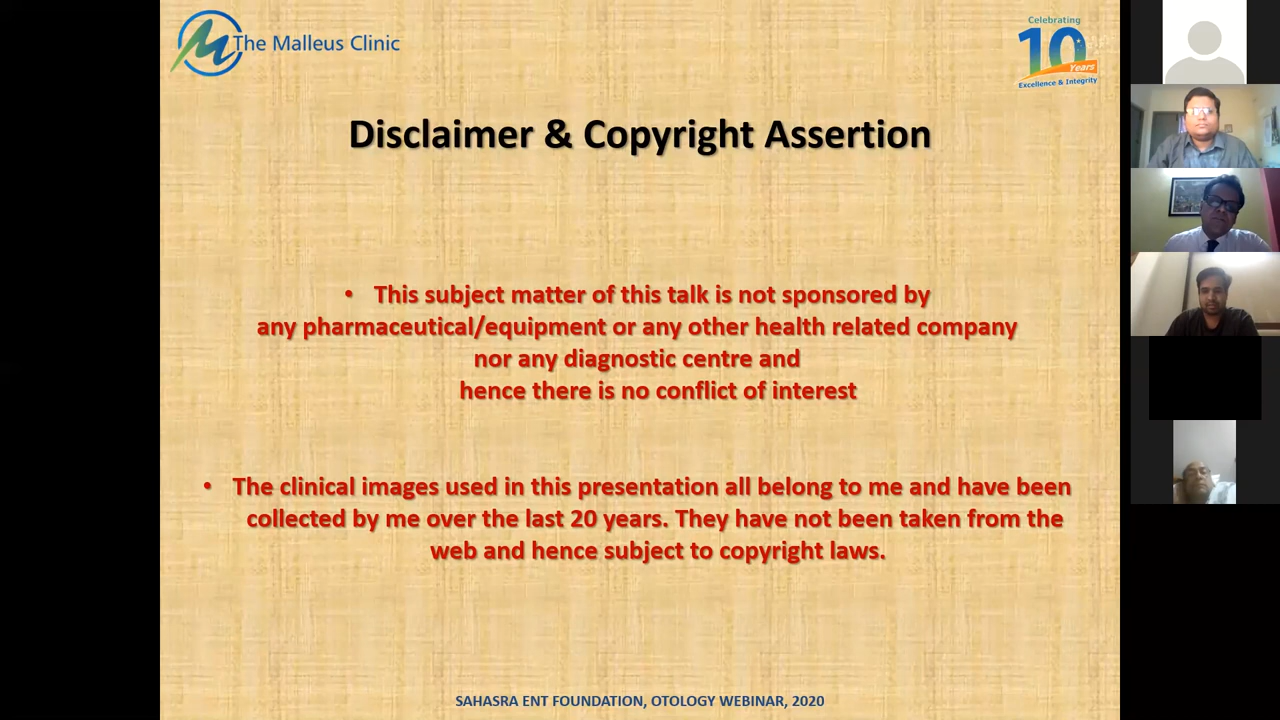 The Malleus Clinic
Celebrating
10
Years
Excellence & Integrity
Disclaimer & Copyright Assertion
• This subject matter of this talk is not sponsored by
any pharmaceutical/equipment or any other health related company
nor any diagnostic centre and
hence there is no conflict of interest
• The clinical images used in this presentation all belong to me and have been
collected by me over the last 20 years. They have not been taken from the
web and hence subject to copyright laws.
SAHASRA ENT FOUNDATION, OTOLOGY WEBINAR, 2020